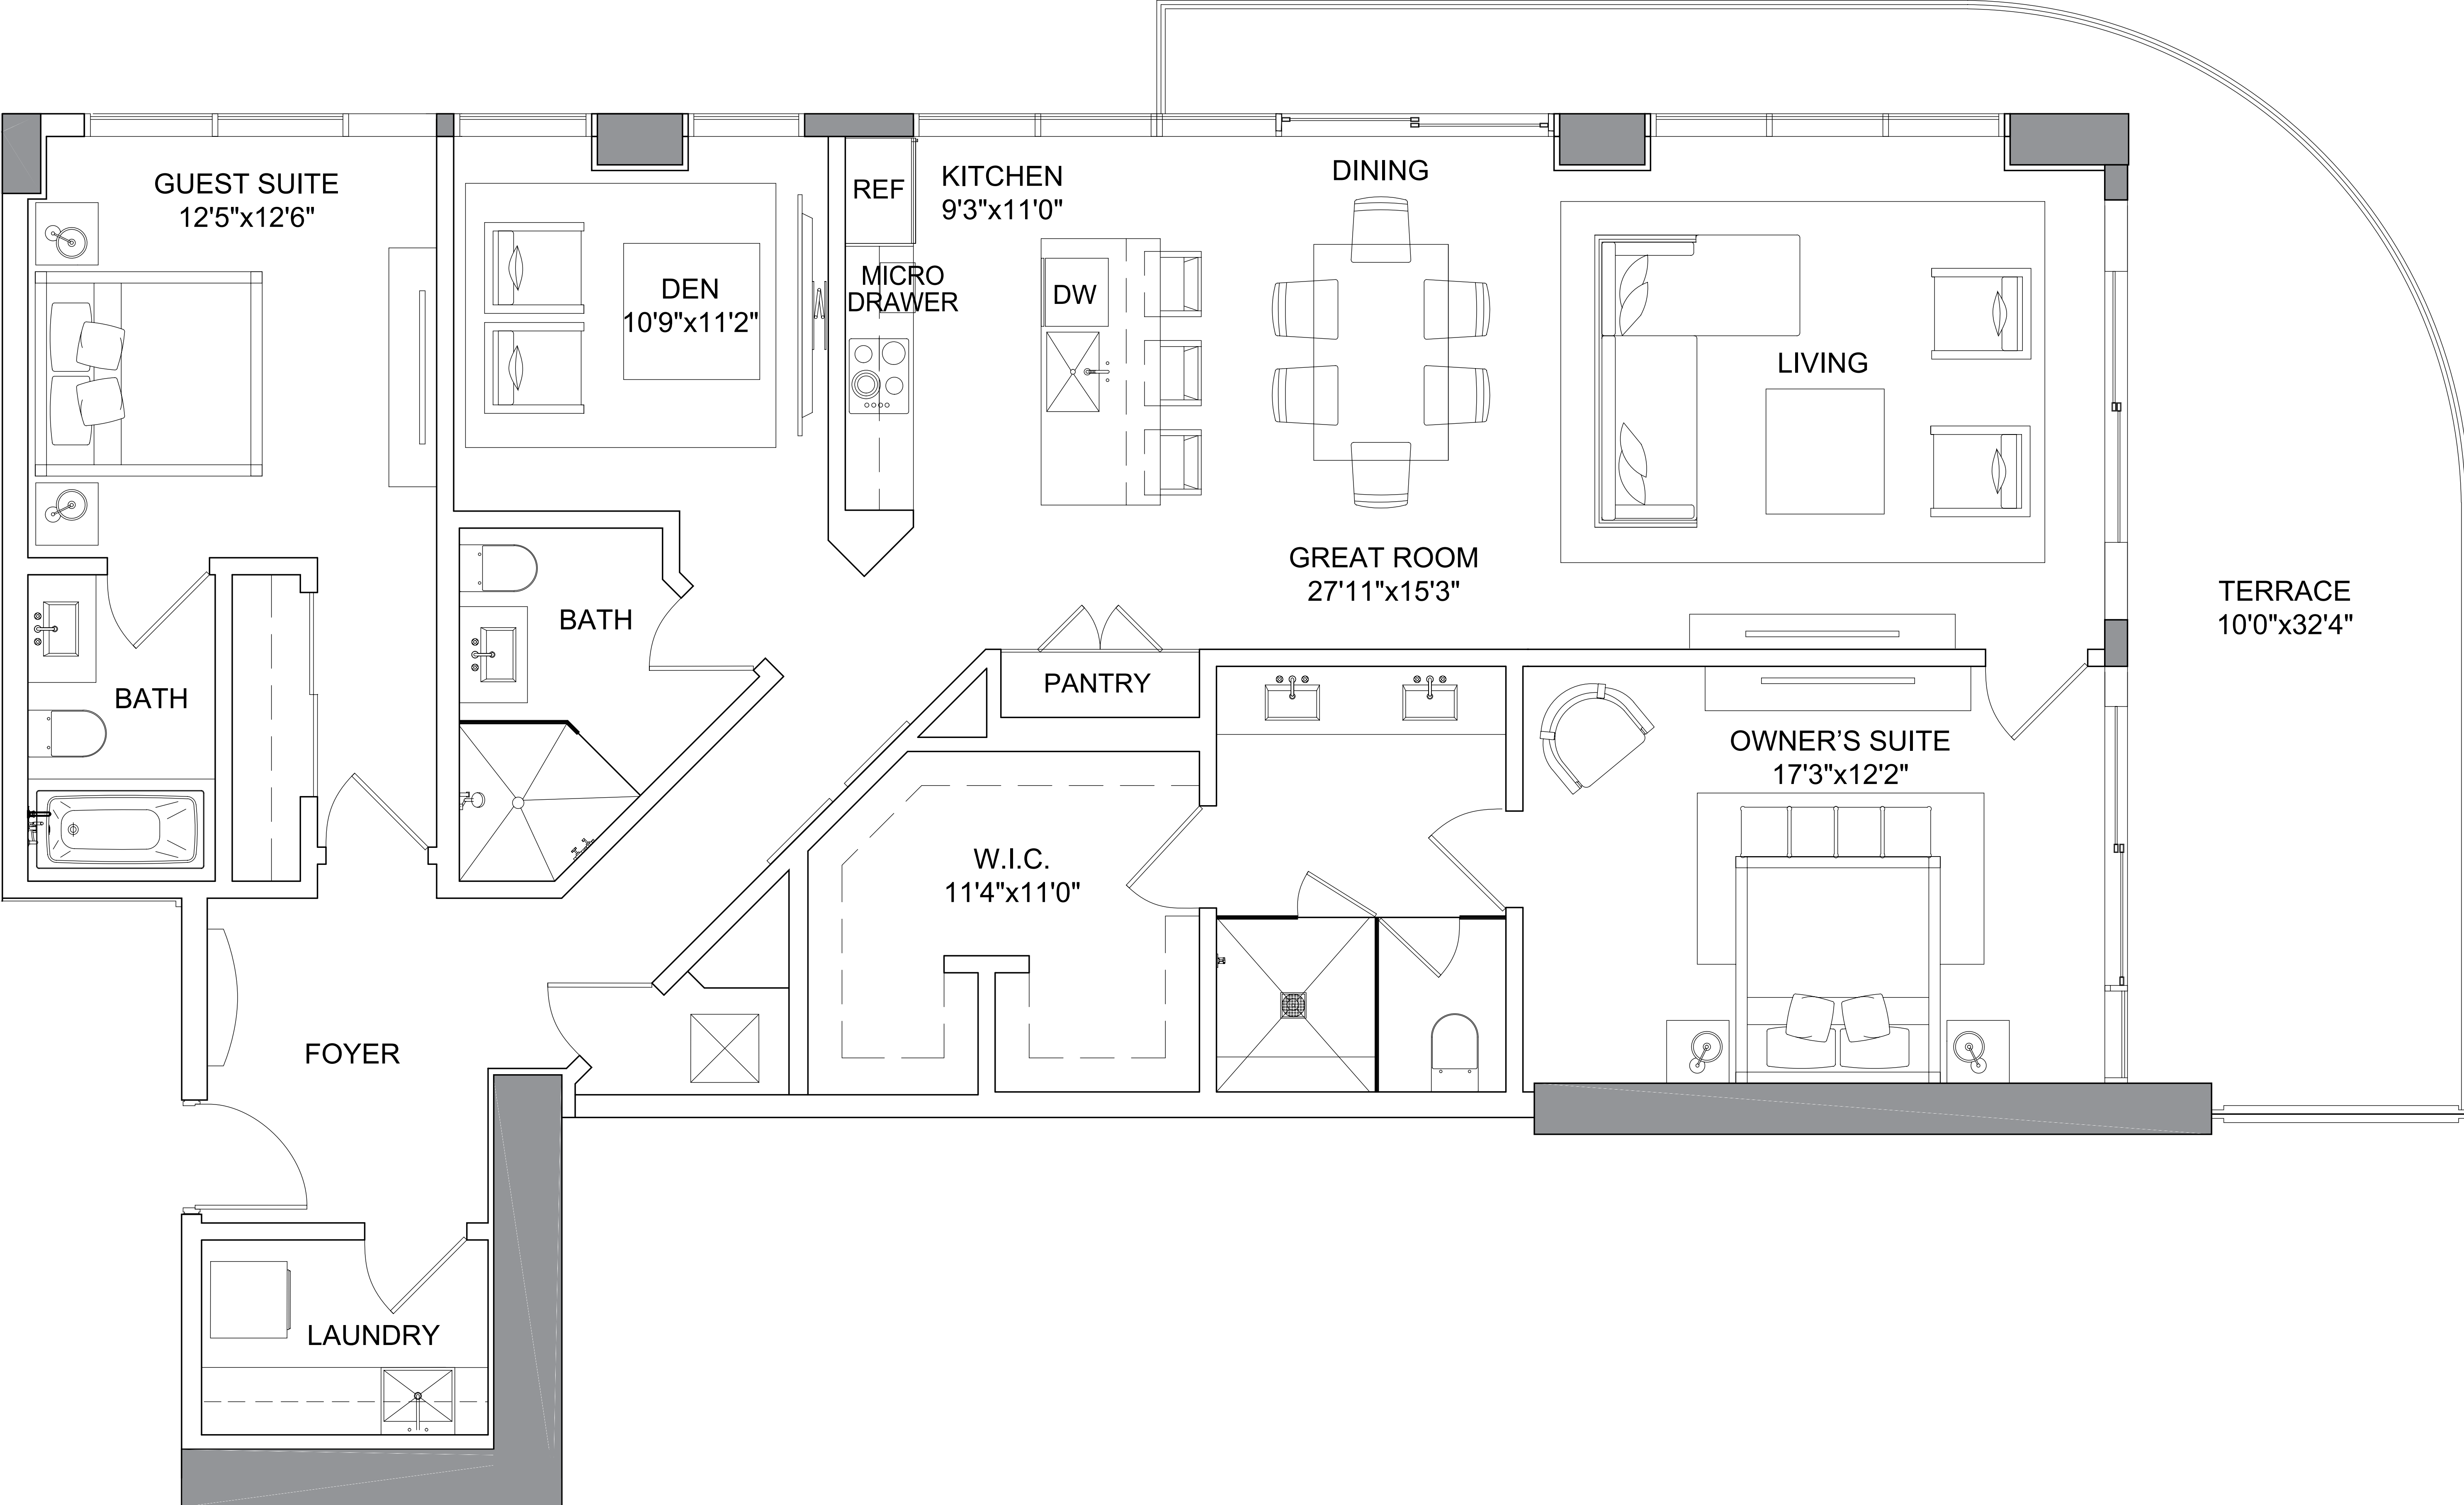 GUEST SUITE
12'5"x12'6"
DEN
10'9"x11'2"
REF
MICRO
DRAWER
KITCHEN
9'3"x11'0"
DW
DINING
LIVING
GREAT ROOM
27'11"x15'3"
TERRACE
10'0"x32'4"
BATH
BATH
PANTRY
OWNER’S SUITE
17'3"x12'2"
W.I.C.
11'4"x11'0"
FOYER
LAUNDRY